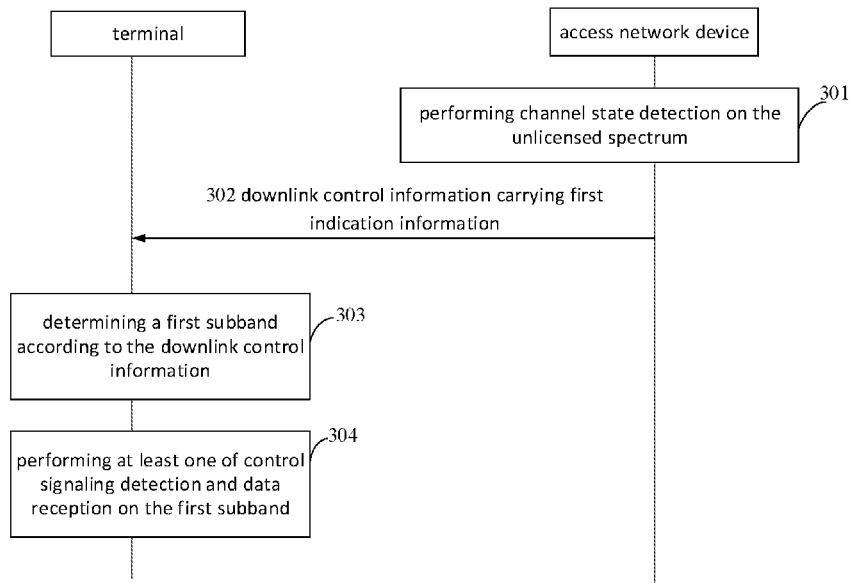 terminal
access network device
performing channel state detection on the
unlicensed spectrum
301
302 downlink control information carrying first
indication information
determining a first subband
according to the downlink control
information
303
performing at least one of control
signaling detection and data
reception on the first subband
304